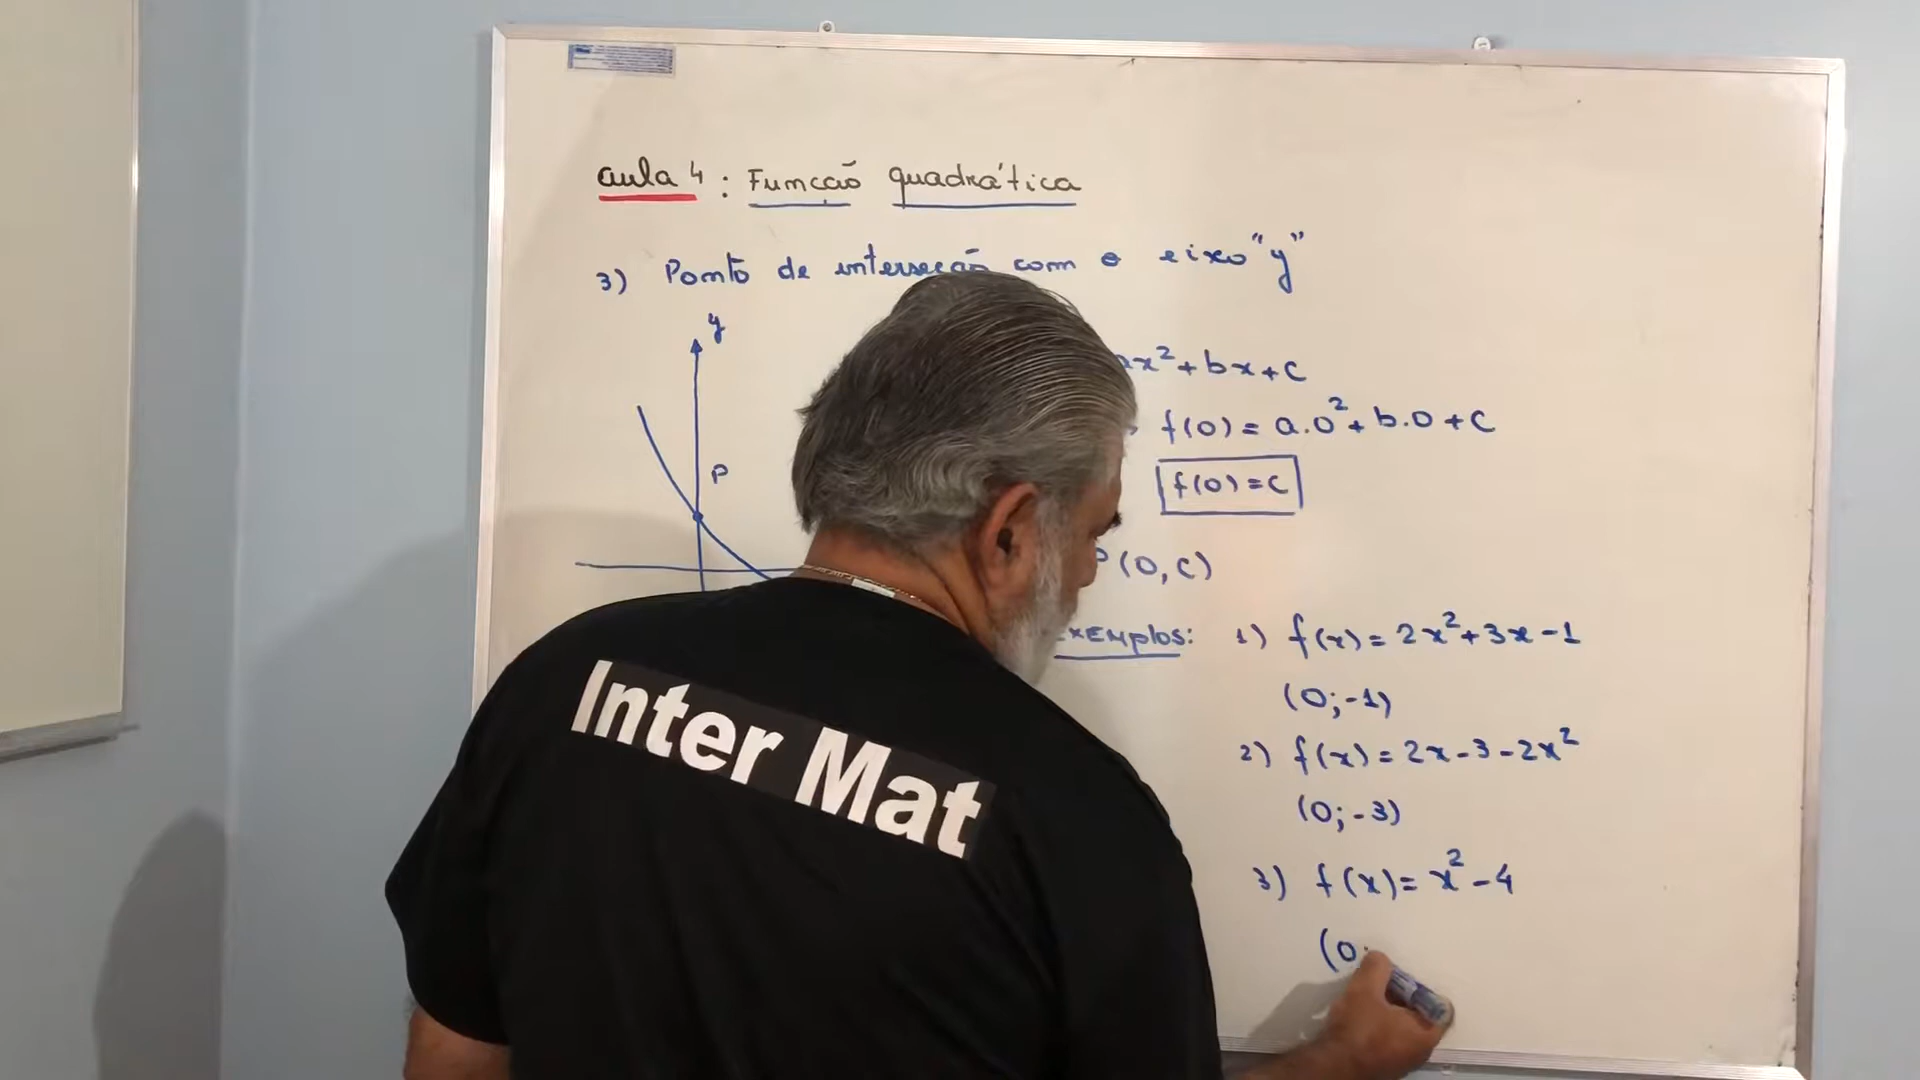 aula 4: Função quadrática
3) Ponto de interseção com o eixo "y"
y
x²+bx+c
f(0)=a.0²+b.0+c
P
f(0)=c
(0,c)
Exemplos: 1) f(x)=2x²+3x-1
(0;-1)
2) f(x)=2x-3-2x²
(0;-3)
3) f(x)=x²-4
(0;
Inter Mat